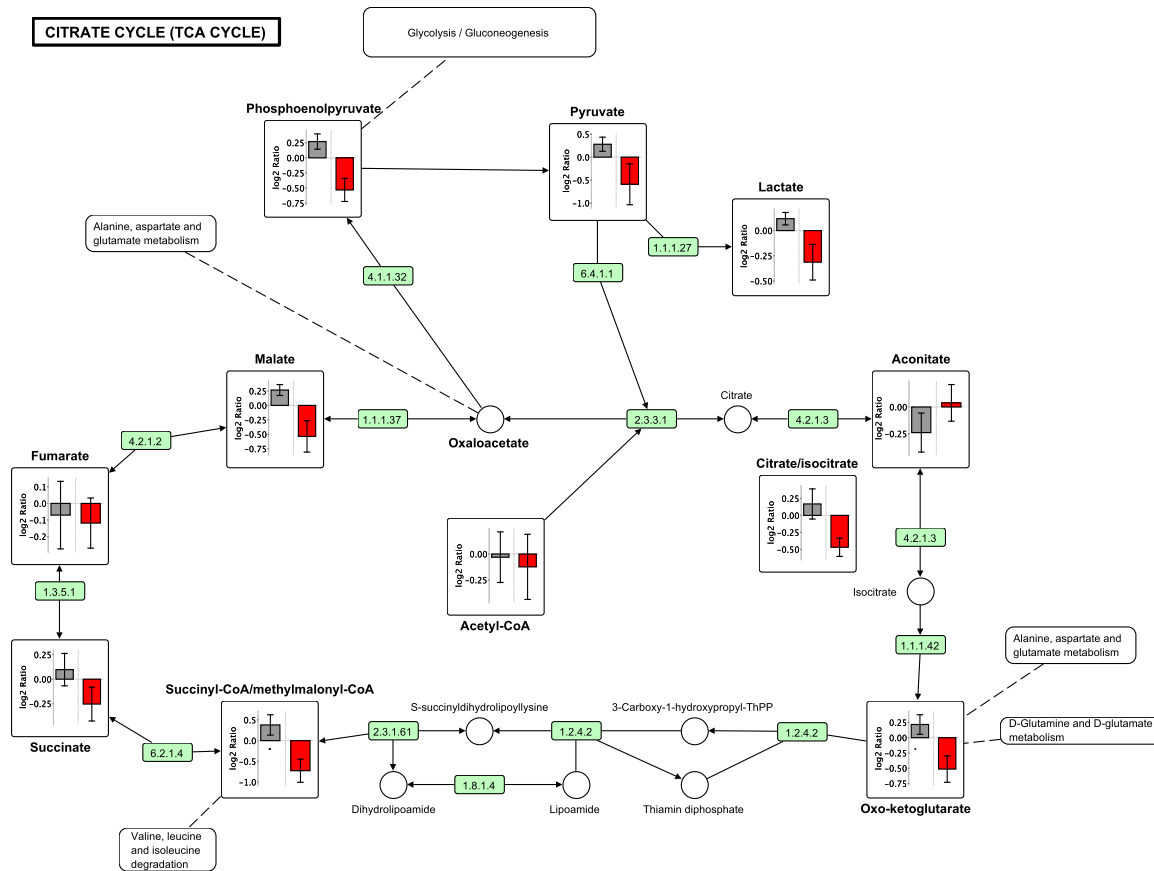 CITRATE CYCLE (TCA CYCLE)
Glycolysis / Gluconeogenesis
Phosphoenolpyruvate
log2 Ratio
0.25
0.00
−0.25
−0.50
−0.75
Pyruvate
log2 Ratio
0.5
0.0
−0.5
−1.0
Lactate
log2 Ratio
0.00
−0.25
−0.50
Alanine, aspartate and
glutamate metabolism
1.1.1.27
4.1.1.32
6.4.1.1
Malate
log2 Ratio
0.25
0.00
−0.25
−0.50
−0.75
1.1.1.37
Oxaloacetate
2.3.3.1
Citrate
4.2.1.3
Aconitate
log2 Ratio
0.00
−0.25
4.2.1.2
Fumarate
log2 Ratio
0.1
0.0
−0.1
−0.2
Citrate/isocitrate
log2 Ratio
0.25
0.00
−0.25
−0.50
4.2.1.3
log2 Ratio
0.00
−0.25
Acetyl-CoA
1.3.5.1
Isocitrate
1.1.1.42
Alanine, aspartate and
glutamate metabolism
log2 Ratio
0.25
0.00
−0.25
Succinate
Succinyl-CoA/methylmalonyl-CoA
log2 Ratio
0.5
0.0
−0.5
−1.0
6.2.1.4
S-succinyldihydrolipoyllysine
3-Carboxy-1-hydroxypropyl-ThPP
2.3.1.61
1.2.4.2
1.2.4.2
D-Glutamine and D-glutamate
metabolism
log2 Ratio
0.25
0.00
−0.25
−0.50
−0.75
Oxo-ketoglutarate
1.8.1.4
Dihydrolipoamide
Lipoamide
Thiamin diphosphate
Valine, leucine
and isoleucine
degradation